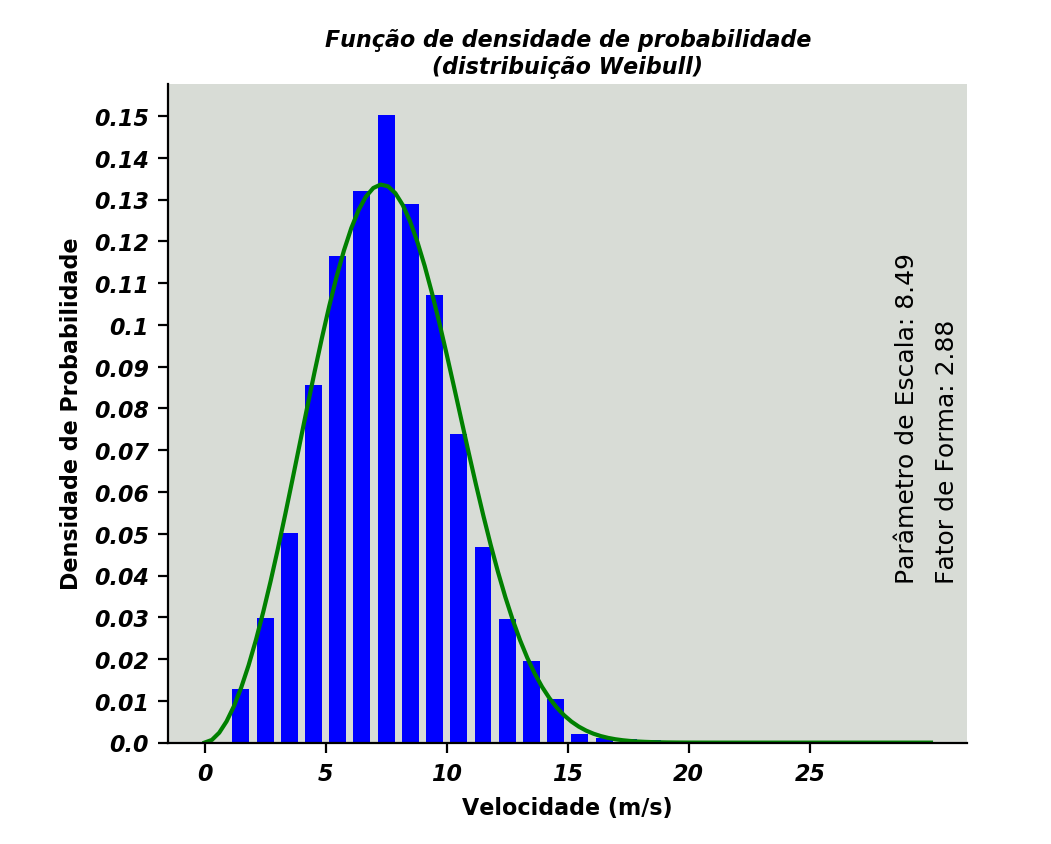 Função de densidade de probabilidade
(distribuição Weibull)
Densidade de Probabilidade
0.15
0.14
0.13
0.12
0.11
0.1
0.09
0.08
0.07
0.06
0.05
0.04
0.03
0.02
0.01
0.0
0 5 10 15 20 25
Velocidade (m/s)
Parâmetro de Escala: 8.49
Fator de Forma: 2.88